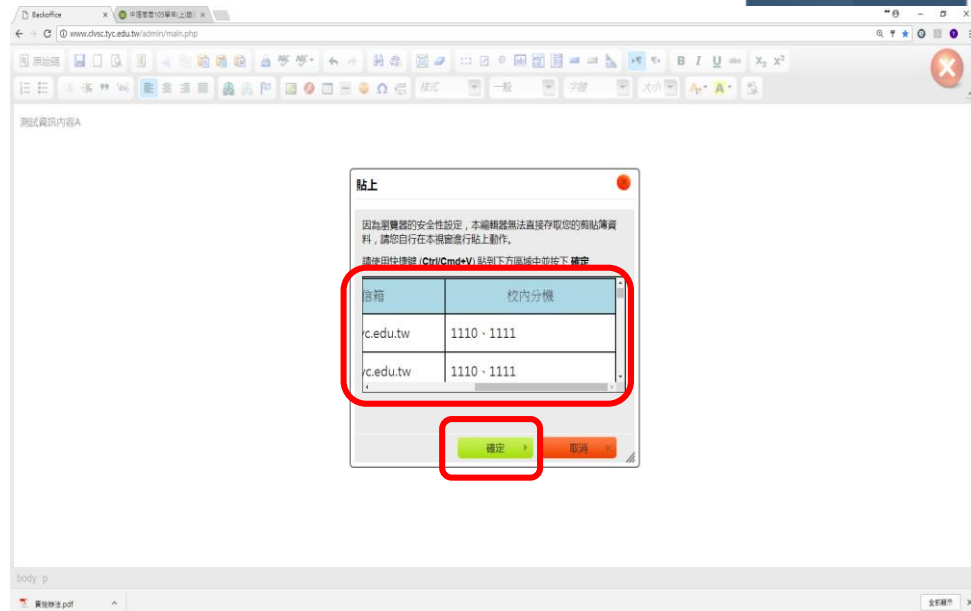 Backoffice
www.clvsc.tyc.edu.tw/admin/main.php
原始碼
B I U abc X₂ X²
樣式 一般 字體 大小
測試資訊內容A
貼上
因為瀏覽器的安全性設定，本編輯器無法直接存取您的剪貼簿資
料，請您自行在本視窗進行貼上動作。
請使用快捷鍵 (Ctrl/Cmd+V) 貼到下方區域中並按下 確定
信箱 校內分機
yc.edu.tw 1110、1111
yc.edu.tw 1110、1111
確定 取消
body p
實施辦法.pdf 全部顯示